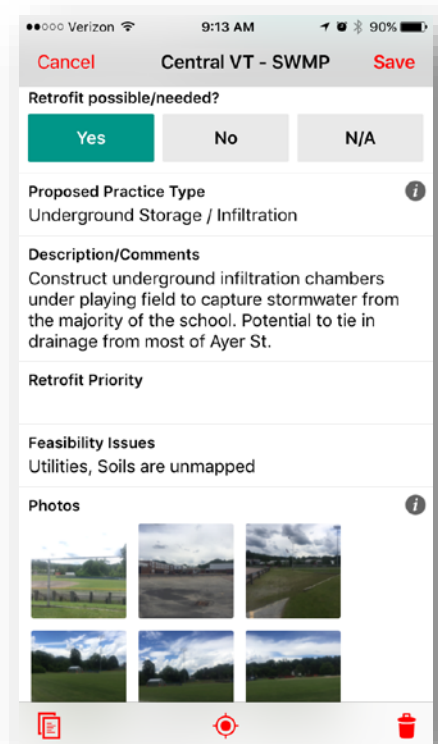 Verizon 9:13 AM 90%
Cancel Central VT - SWMP Save
Retrofit possible/needed?
Yes No N/A
Proposed Practice Type
Underground Storage / Infiltration
Description/Comments
Construct underground infiltration chambers
under playing field to capture stormwater from
the majority of the school. Potential to tie in
drainage from most of Ayer St.
Retrofit Priority
Feasibility Issues
Utilities, Soils are unmapped
Photos